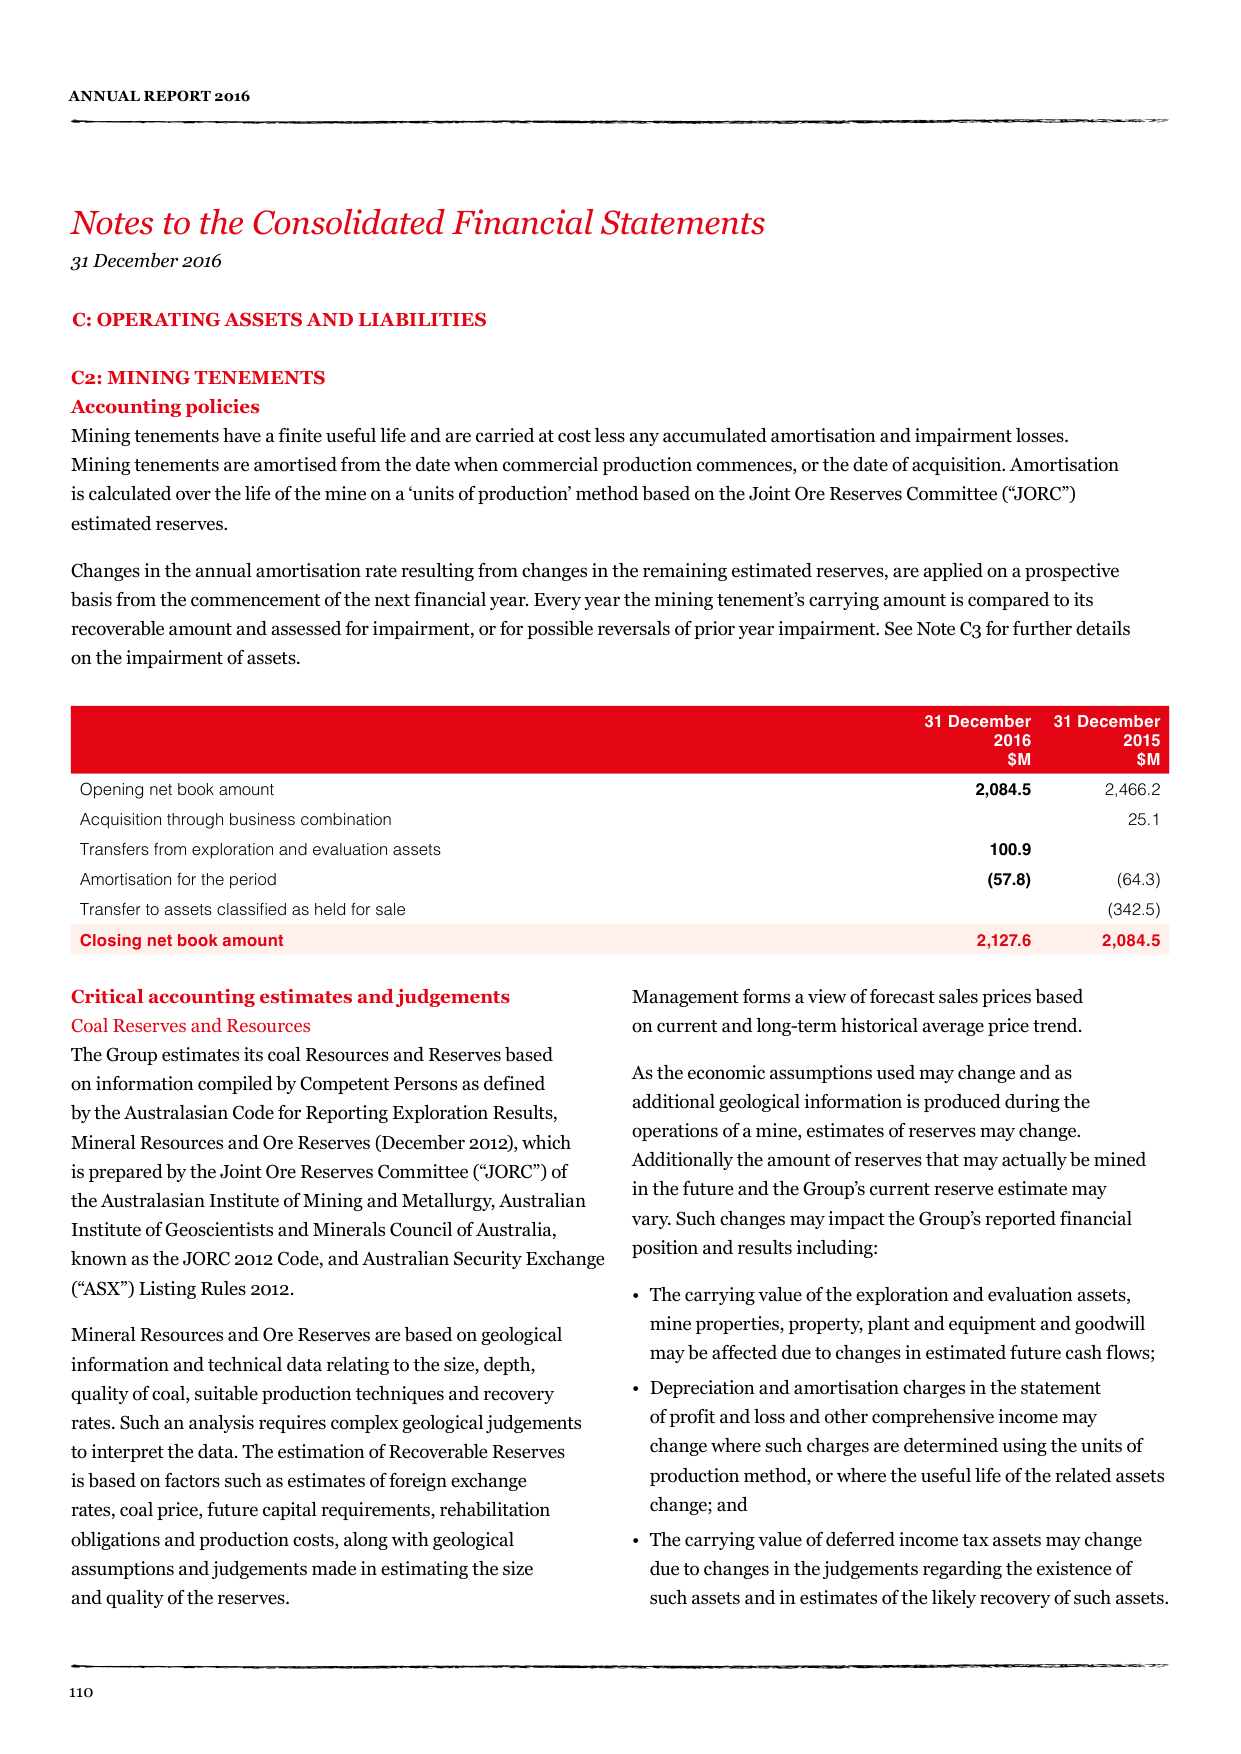 ANNUAL REPORT 2016
Notes to the Consolidated Financial Statements
31 December 2016
C: OPERATING ASSETS AND LIABILITIES
C2: MINING TENEMENTS
Accounting policies
Mining tenements have a finite useful life and are carried at cost less any accumulated amortisation and impairment losses.
Mining tenements are amortised from the date when commercial production commences, or the date of acquisition. Amortisation
is calculated over the life of the mine on a ‘units of production’ method based on the Joint Ore Reserves Committee (“JORC”)
estimated reserves.
Changes in the annual amortisation rate resulting from changes in the remaining estimated reserves, are applied on a prospective
basis from the commencement of the next financial year. Every year the mining tenement’s carrying amount is compared to its
recoverable amount and assessed for impairment, or for possible reversals of prior year impairment. See Note C3 for further details
on the impairment of assets.
31 December 31 December
2016 2015
$M $M
Opening net book amount 2,084.5 2,466.2
Acquisition through business combination 25.1
Transfers from exploration and evaluation assets 100.9
Amortisation for the period (57.8) (64.3)
Transfer to assets classified as held for sale (342.5)
Closing net book amount 2,127.6 2,084.5
Critical accounting estimates and judgements
Coal Reserves and Resources
The Group estimates its coal Resources and Reserves based
on information compiled by Competent Persons as defined
by the Australasian Code for Reporting Exploration Results,
Mineral Resources and Ore Reserves (December 2012), which
is prepared by the Joint Ore Reserves Committee (“JORC”) of
the Australasian Institute of Mining and Metallurgy, Australian
Institute of Geoscientists and Minerals Council of Australia,
known as the JORC 2012 Code, and Australian Security Exchange
(“ASX”) Listing Rules 2012.
Mineral Resources and Ore Reserves are based on geological
information and technical data relating to the size, depth,
quality of coal, suitable production techniques and recovery
rates. Such an analysis requires complex geological judgements
to interpret the data. The estimation of Recoverable Reserves
is based on factors such as estimates of foreign exchange
rates, coal price, future capital requirements, rehabilitation
obligations and production costs, along with geological
assumptions and judgements made in estimating the size
and quality of the reserves.
Management forms a view of forecast sales prices based
on current and long-term historical average price trend.
As the economic assumptions used may change and as
additional geological information is produced during the
operations of a mine, estimates of reserves may change.
Additionally the amount of reserves that may actually be mined
in the future and the Group’s current reserve estimate may
vary. Such changes may impact the Group’s reported financial
position and results including:
• The carrying value of the exploration and evaluation assets,
mine properties, property, plant and equipment and goodwill
may be affected due to changes in estimated future cash flows;
• Depreciation and amortisation charges in the statement
of profit and loss and other comprehensive income may
change where such charges are determined using the units of
production method, or where the useful life of the related assets
change; and
• The carrying value of deferred income tax assets may change
due to changes in the judgements regarding the existence of
such assets and in estimates of the likely recovery of such assets.
110